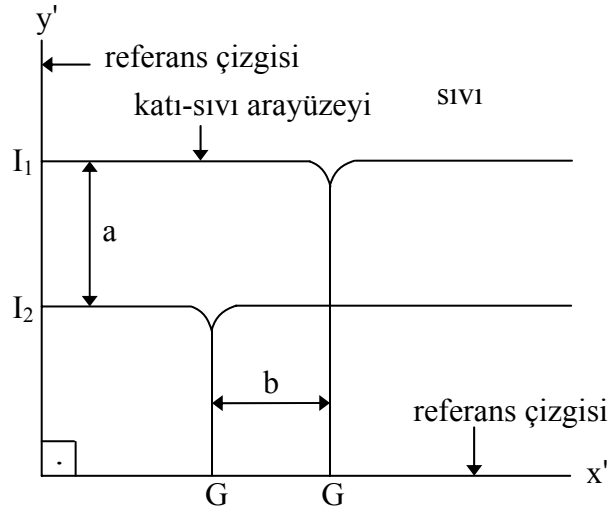 y'
referans çizgisi
sıvı
katı-sıvı arayüzeyi
I1
a
I2
b
referans çizgisi
x'
G G